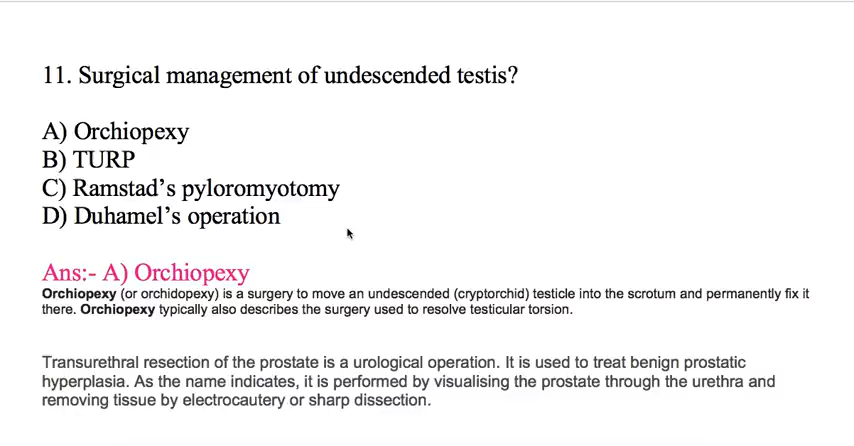 11. Surgical management of undescended testis?
A) Orchiopexy
B) TURP
C) Ramstad’s pyloromyotomy
D) Duhamel’s operation
Ans:- A) Orchiopexy
Orchiopexy (or orchidopexy) is a surgery to move an undescended (cryptorchid) testicle into the scrotum and permanently fix it
there. Orchiopexy typically also describes the surgery used to resolve testicular torsion.
Transurethral resection of the prostate is a urological operation. It is used to treat benign prostatic
hyperplasia. As the name indicates, it is performed by visualising the prostate through the urethra and
removing tissue by electrocautery or sharp dissection.